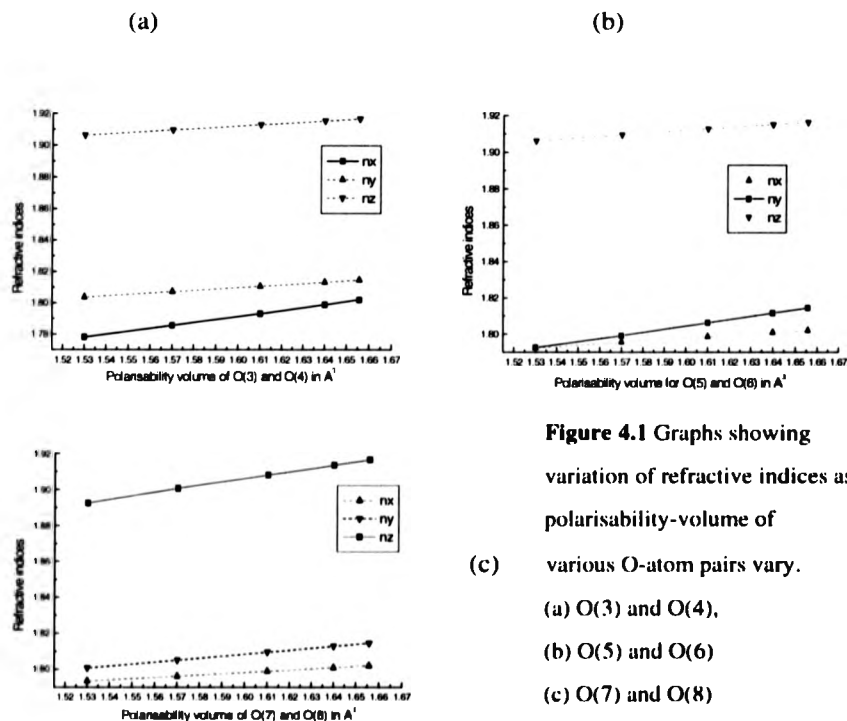 (a)
(b)
Refractive indices
1.92
1.90
1.88
1.86
1.84
1.82
1.80
1.78
nx
ny
nz
1.52 1.53 1.54 1.55 1.56 1.57 1.58 1.59 1.60 1.61 1.62 1.63 1.64 1.65 1.66 1.67
Polarisability volume of O(3) and O(4) in A
Refractive indices
1.92
1.90
1.88
1.86
1.84
1.82
1.80
nx
ny
nz
1.52 1.53 1.54 1.55 1.56 1.57 1.58 1.59 1.60 1.61 1.62 1.63 1.64 1.65 1.66 1.67
Polarisability volume for O(5) and O(6) in A³
Refractive indices
1.92
1.90
1.88
1.86
1.84
1.82
1.80
nx
ny
nz
1.52 1.53 1.54 1.55 1.56 1.57 1.58 1.59 1.60 1.61 1.62 1.63 1.64 1.65 1.66 1.67
Polarisability volume of O(7) and O(8) in A
Figure 4.1 Graphs showing
variation of refractive indices as
polarisability-volume of
(c) various O-atom pairs vary.
(a) O(3) and O(4),
(b) O(5) and O(6)
(c) O(7) and O(8)